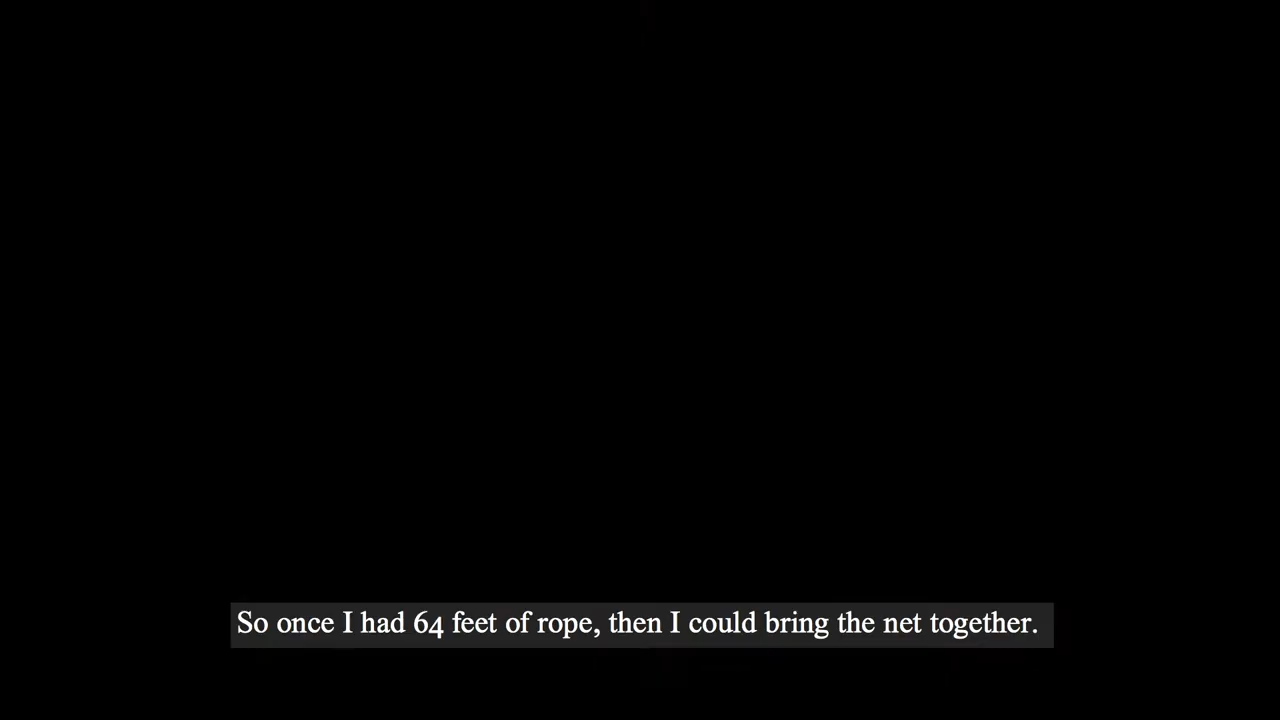 So once I had 64 feet of rope, then I could bring the net together.